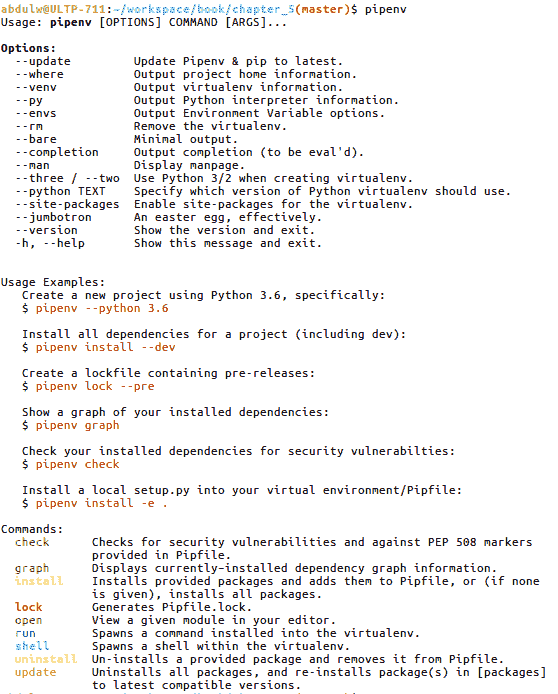 abdulw@ULTP-711:~/workspace/book/chapter_5(master)$ pipenv
Usage: pipenv [OPTIONS] COMMAND [ARGS]...
Options:
--update Update Pipenv & pip to latest.
--where Output project home information.
--venv Output virtualenv information.
--py Output Python interpreter information.
--envs Output Environment Variable options.
--rm Remove the virtualenv.
--bare Minimal output.
--completion Output completion (to be eval'd).
--man Display manpage.
--three / --two Use Python 3/2 when creating virtualenv.
--python TEXT Specify which version of Python virtualenv should use.
--site-packages Enable site-packages for the virtualenv.
--jumbotron An easter egg, effectively.
--version Show the version and exit.
-h, --help Show this message and exit.
Usage Examples:
Create a new project using Python 3.6, specifically:
$ pipenv --python 3.6
Install all dependencies for a project (including dev):
$ pipenv install --dev
Create a lockfile containing pre-releases:
$ pipenv lock --pre
Show a graph of your installed dependencies:
$ pipenv graph
Check your installed dependencies for security vulnerabilties:
$ pipenv check
Install a local setup.py into your virtual environment/Pipfile:
$ pipenv install -e .
Commands:
check Checks for security vulnerabilities and against PEP 508 markers
provided in Pipfile.
graph Displays currently-installed dependency graph information.
install Installs provided packages and adds them to Pipfile, or (if none
is given), installs all packages.
lock Generates Pipfile.lock.
open View a given module in your editor.
run Spawns a command installed into the virtualenv.
shell Spawns a shell within the virtualenv.
uninstall Un-installs a provided package and removes it from Pipfile.
update Uninstalls all packages, and re-installs package(s) in [packages]
to latest compatible versions.